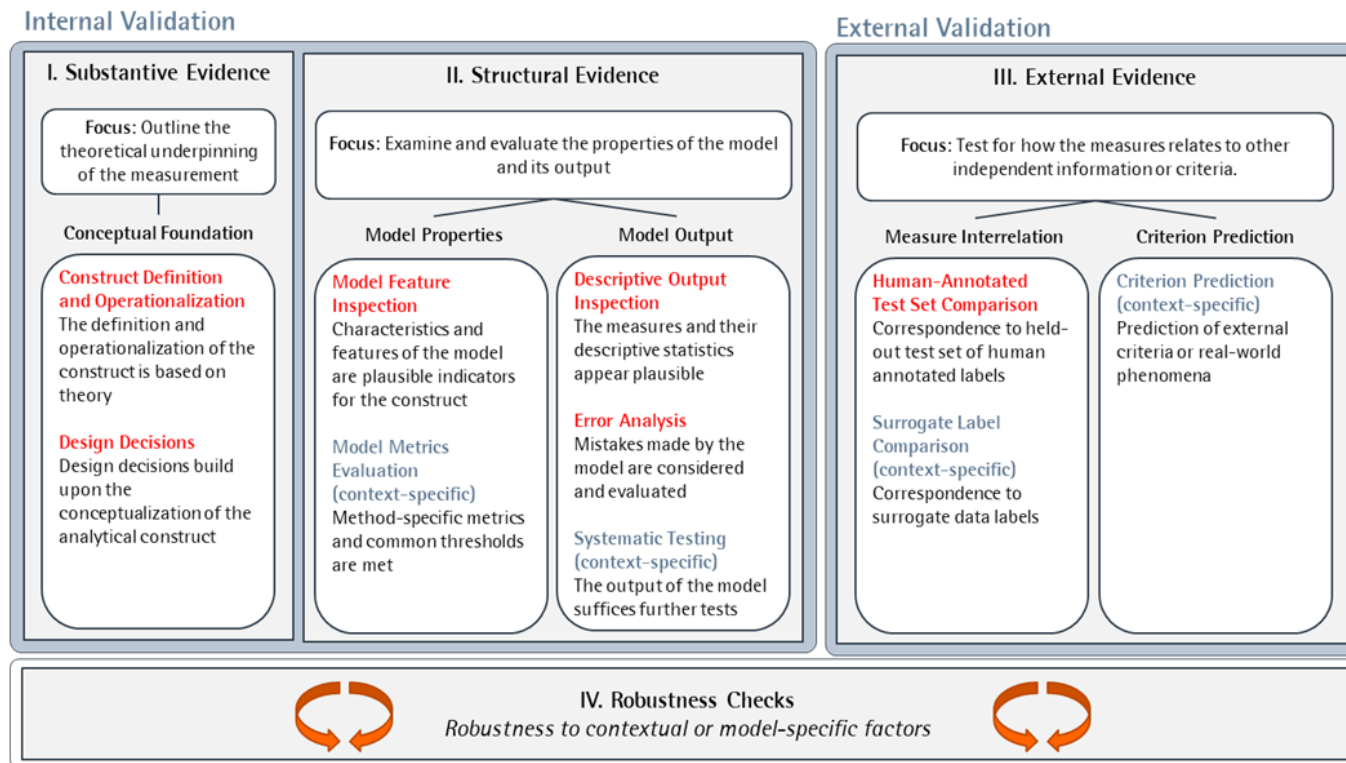 Internal Validation
I. Substantive Evidence
Focus: Outline the
theoretical underpinning
of the measurement
Conceptual Foundation
Construct Definition
and Operationalization
The definition and
operationalization of the
construct is based on
theory
Design Decisions
Design decisions build
upon the
conceptualization of the
analytical construct
II. Structural Evidence
Focus: Examine and evaluate the properties of the model
and its output
Model Properties
Model Feature
Inspection
Characteristics and
features of the model
are plausible indicators
for the construct
Model Metrics
Evaluation
(context-specific)
Method-specific metrics
and common thresholds
are met
Model Output
Descriptive Output
Inspection
The measures and their
descriptive statistics
appear plausible
Error Analysis
Mistakes made by the
model are considered
and evaluated
Systematic Testing
(context-specific)
The output of the model
suffices further tests
External Validation
III. External Evidence
Focus: Test for how the measures relates to other
independent information or criteria.
Measure Interrelation
Human-Annotated
Test Set Comparison
Correspondence to held-
out test set of human
annotated labels
Surrogate Label
Comparison
(context-specific)
Correspondence to
surrogate data labels
Criterion Prediction
Criterion Prediction
(context-specific)
Prediction of external
criteria or real-world
phenomena
IV. Robustness Checks
Robustness to contextual or model-specific factors